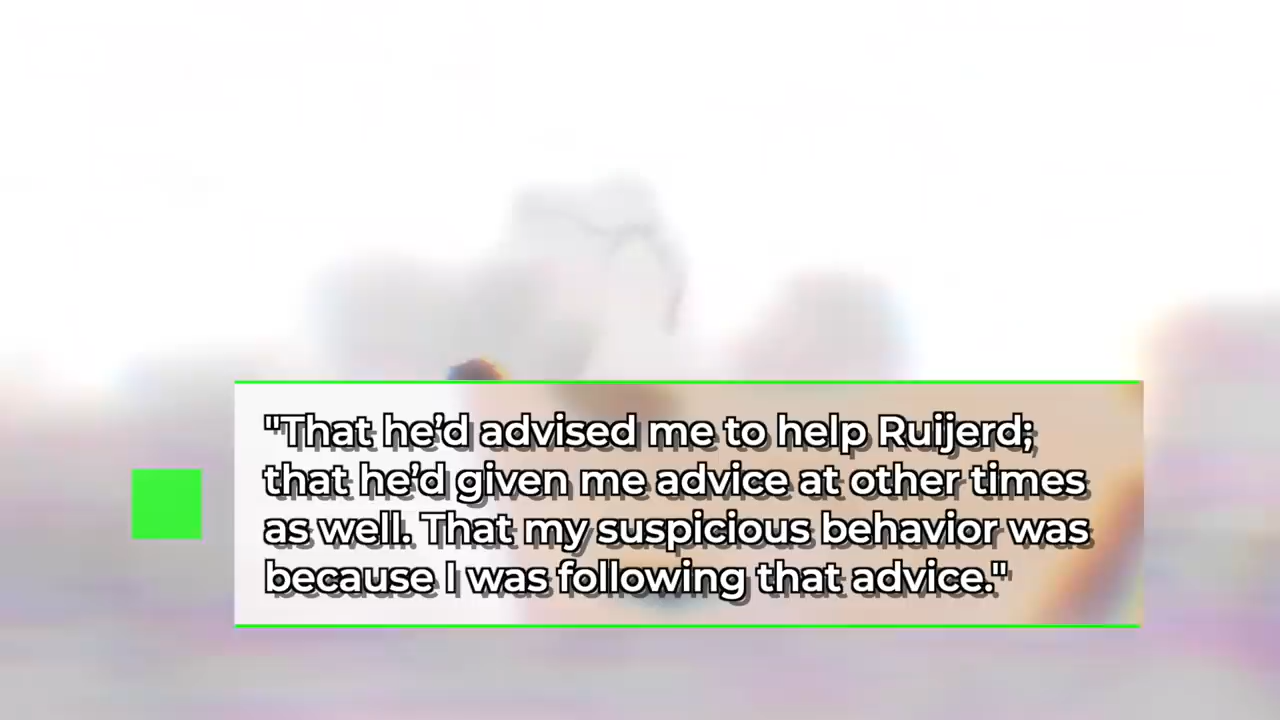 "That he’d advised me to help Ruijerd;
that he’d given me advice at other times
as well. That my suspicious behavior was
because I was following that advice."